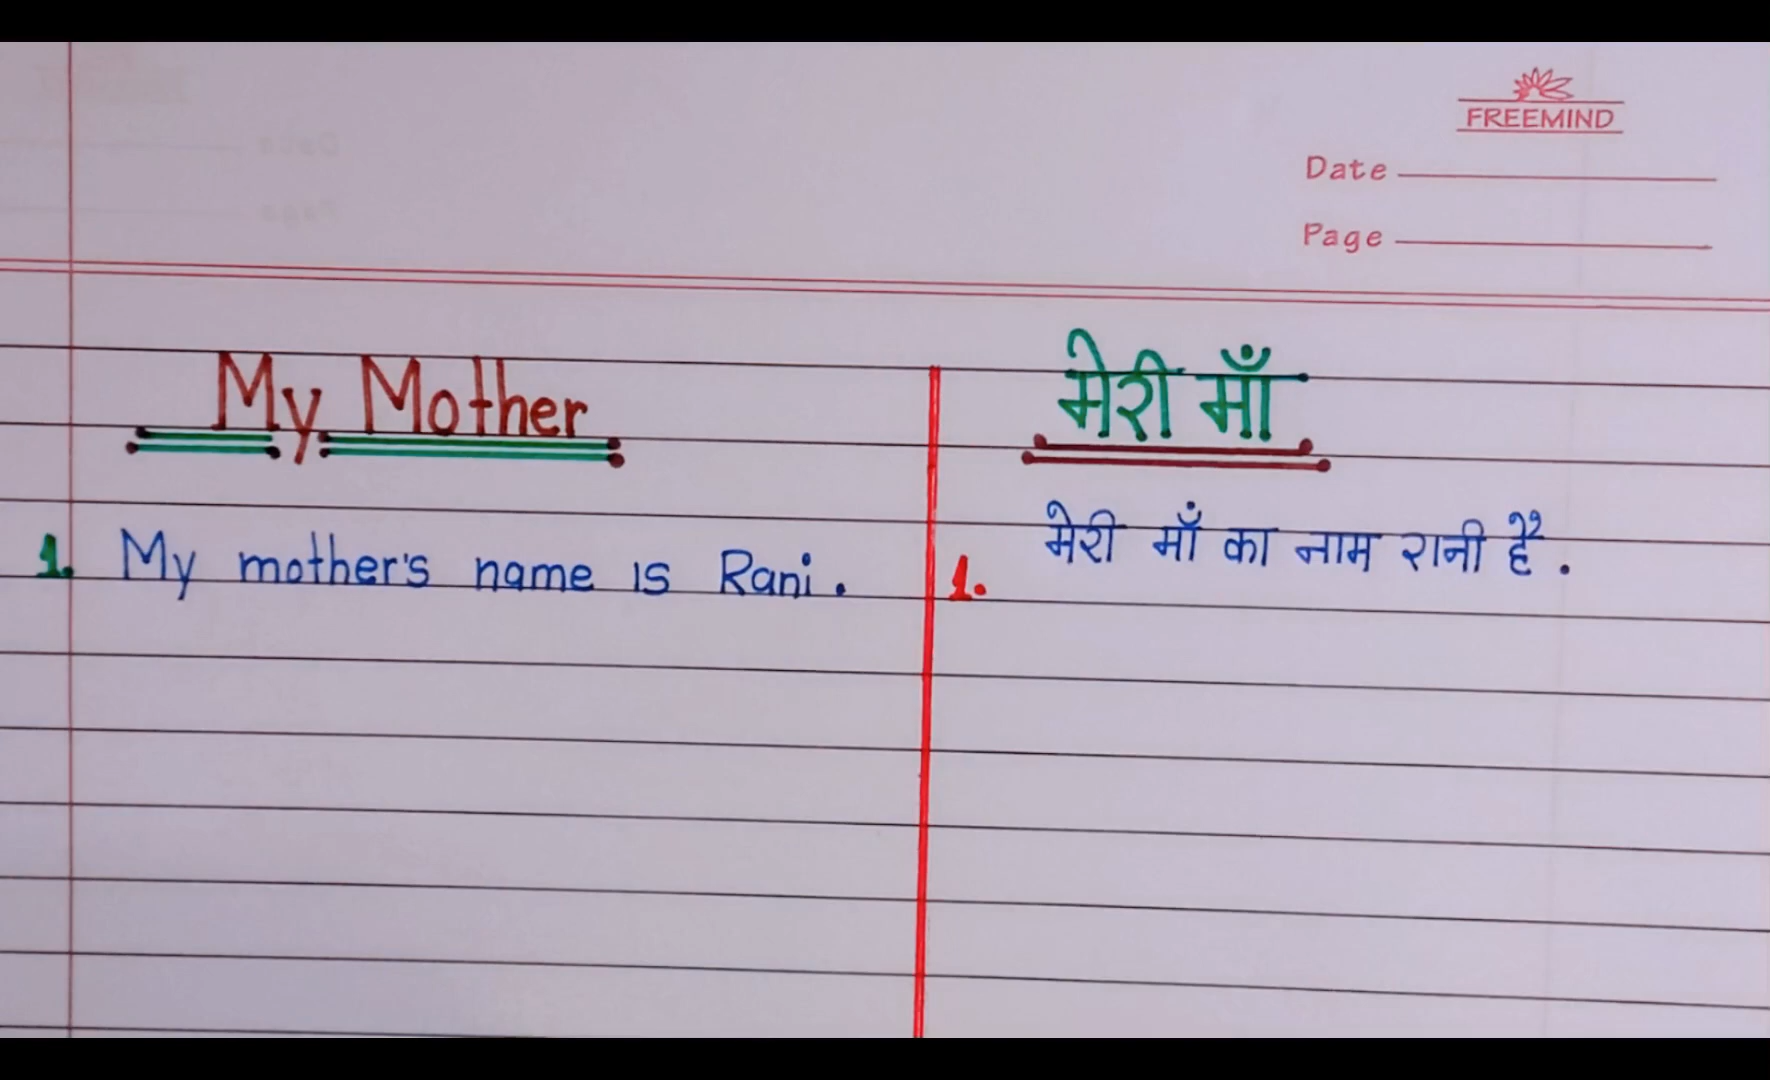 FREEMIND
Date
Page
My Mother
1. My mother's name is Rani.
मेरी माँ
1. मेरी माँ का नाम रानी है.